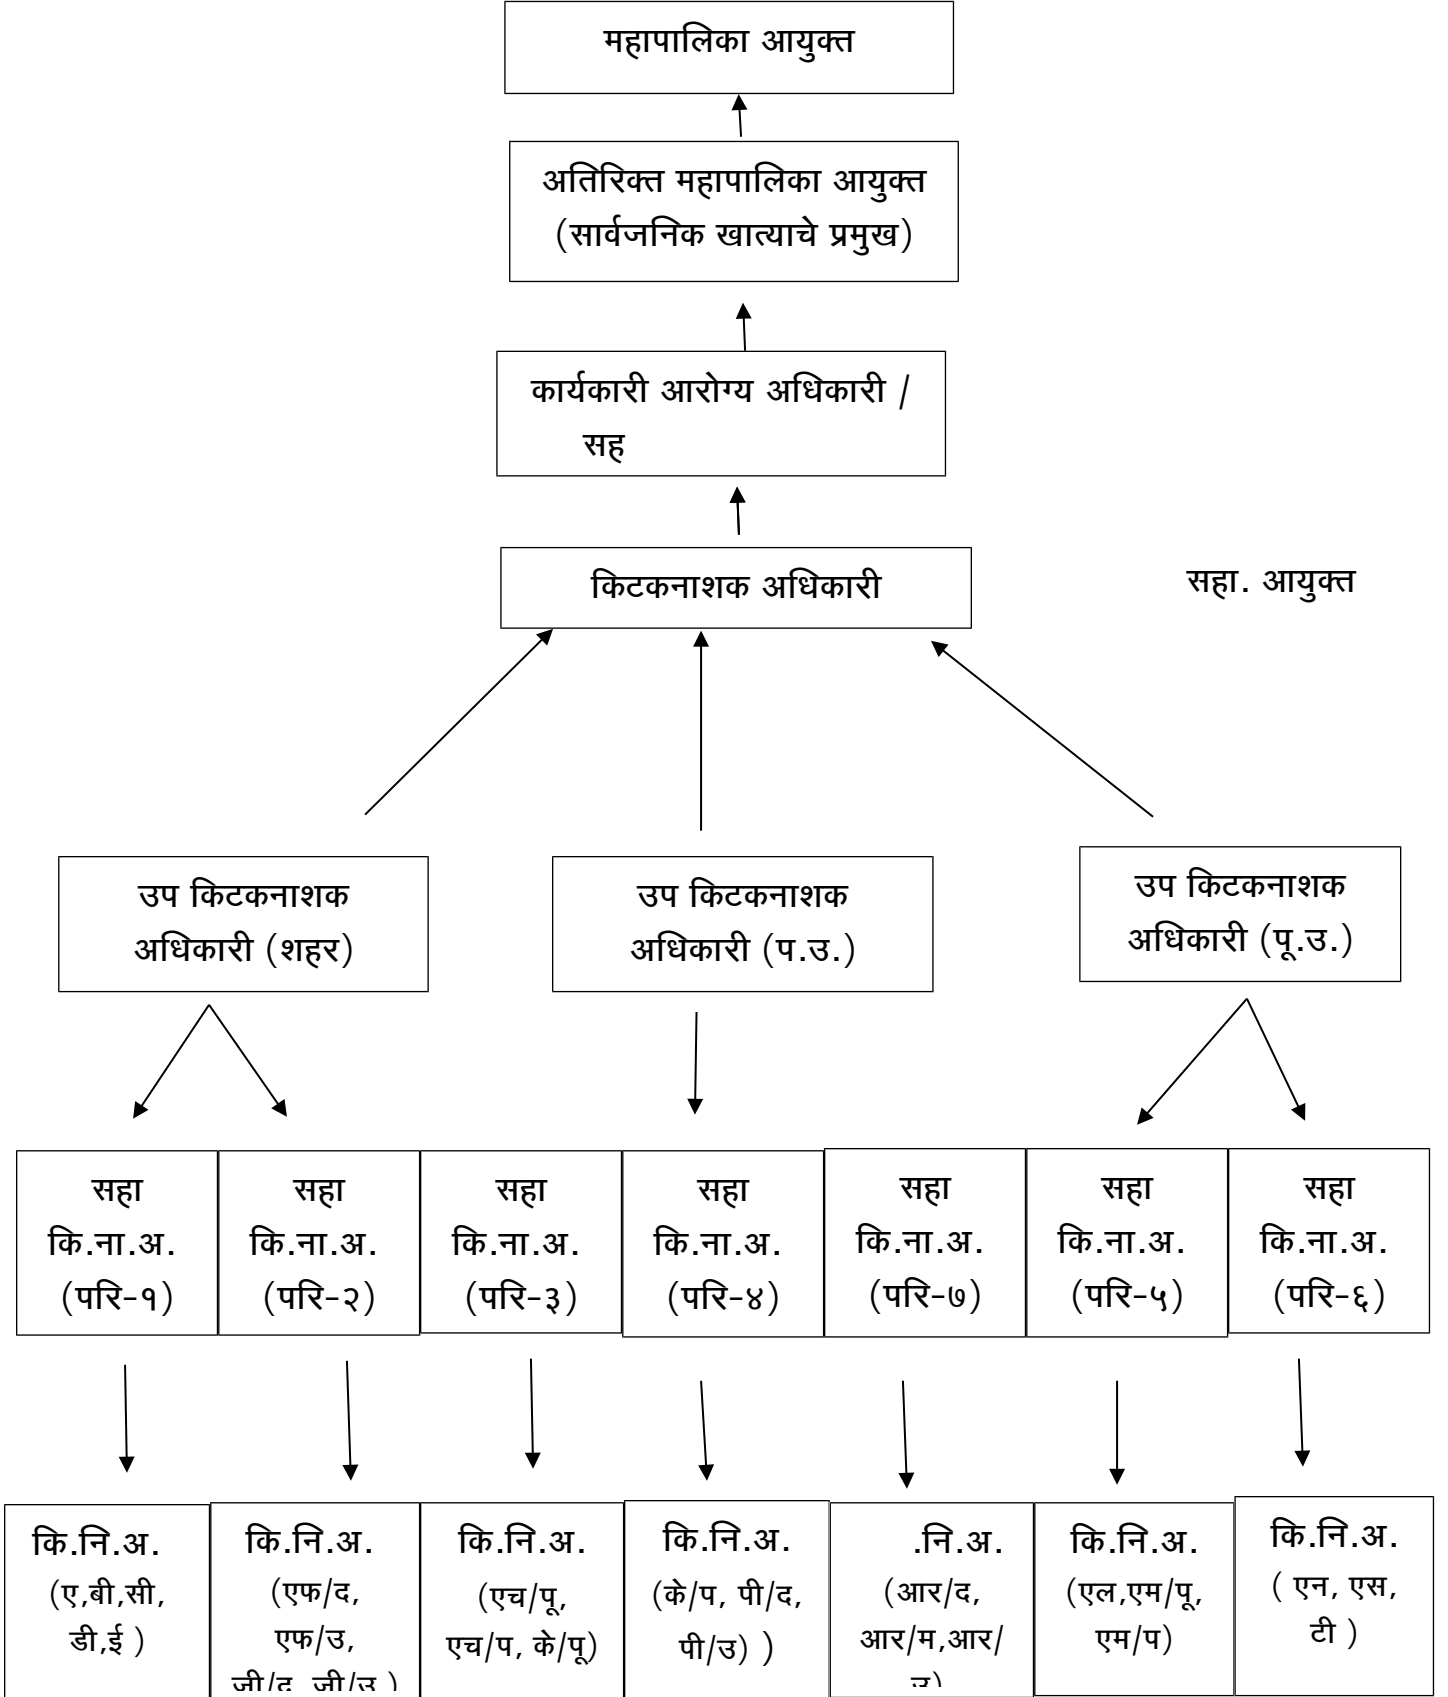 महापालिका आयुक्त
अतिरिक्त महापालिका आयुक्त
(सार्वजनिक खात्याचे प्रमुख)
कार्यकारी आरोग्य अधिकारी /
सह
किटकनाशक अधिकारी
सहा. आयुक्त
उप किटकनाशक
अधिकारी (शहर)
उप किटकनाशक
अधिकारी (प.उ.)
उप किटकनाशक
अधिकारी (पू.उ.)
सहा
कि.ना.अ.
(परि-१)
सहा
कि.ना.अ.
(परि-२)
सहा
कि.ना.अ.
(परि-३)
सहा
कि.ना.अ.
(परि-४)
सहा
कि.ना.अ.
(परि-७)
सहा
कि.ना.अ.
(परि-५)
सहा
कि.ना.अ.
(परि-६)
कि.नि.अ.
(ए,बी,सी,
डी,ई )
कि.नि.अ.
(एफ/द,
एफ/उ,
जी/द, जी/उ )
कि.नि.अ.
(एच/पू,
एच/प, के/पू)
कि.नि.अ.
(के/प, पी/द,
पी/उ) )
.नि.अ.
(आर/द,
आर/म,आर/
उ)
कि.नि.अ.
(एल,एम/पू,
एम/प)
कि.नि.अ.
( एन, एस,
टी )